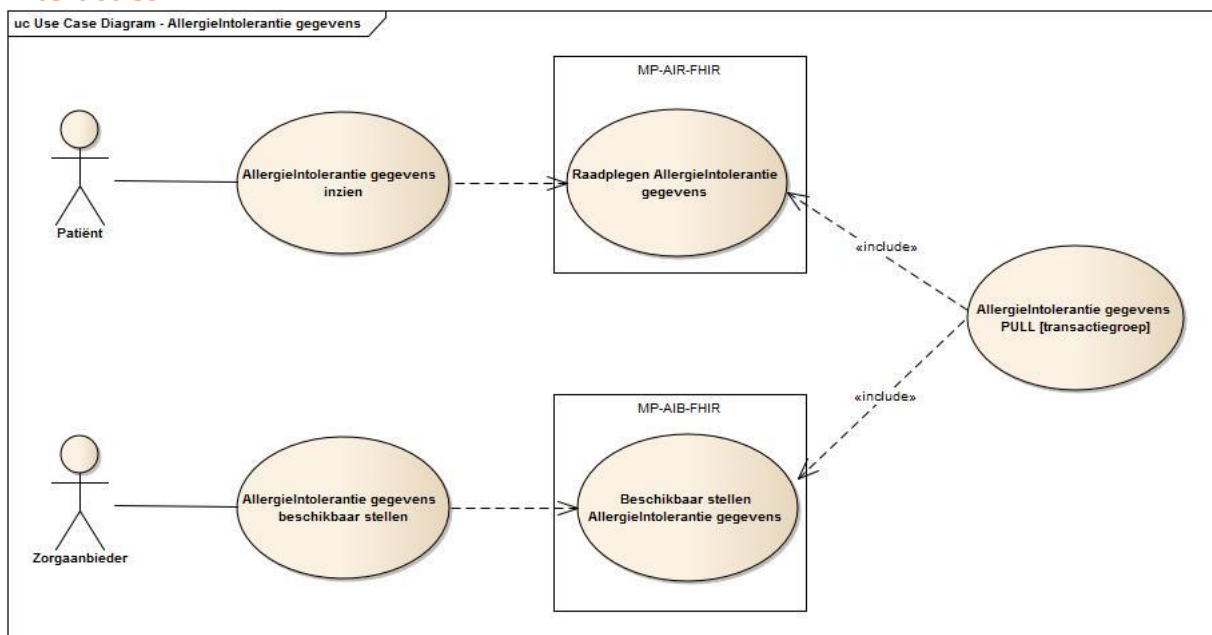 uc Use Case Diagram - AllergieIntolerantie gegevens
MP-AIR-FHIR
AllergieIntolerantie gegevens
inzien
Raadplegen AllergieIntolerantie
gegevens
Patiënt
«include»
AllergieIntolerantie gegevens
PULL [transactiegroep]
«include»
MP-AIB-FHIR
AllergieIntolerantie gegevens
beschikbaar stellen
Beschikbaar stellen
AllergieIntolerantie gegevens
Zorgaanbieder